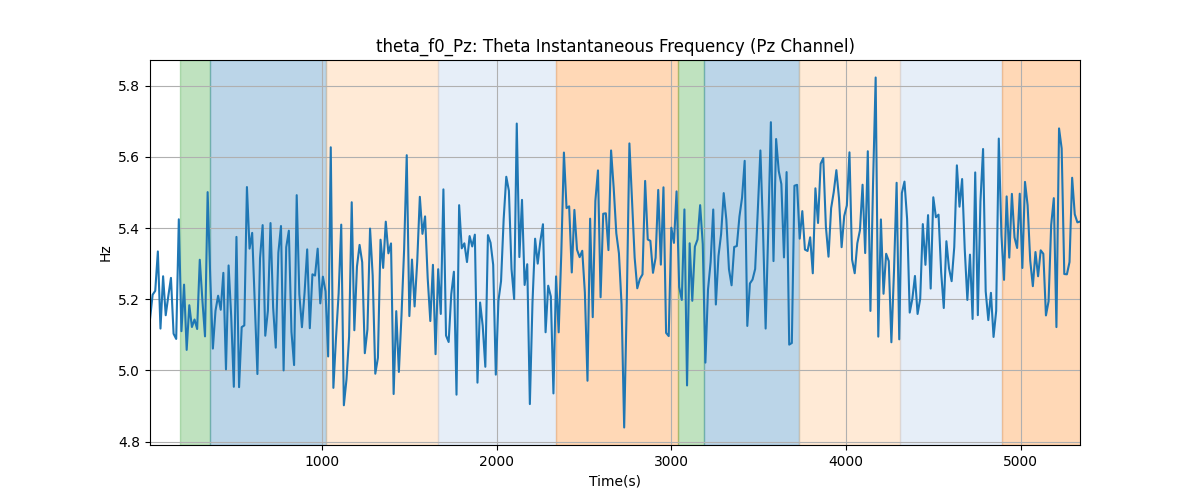 theta_f0_Pz: Theta Instantaneous Frequency (Pz Channel)
5.8
5.6
5.4
5.2
5.0
4.8
Hz
1000 2000 3000 4000 5000
Time(s)